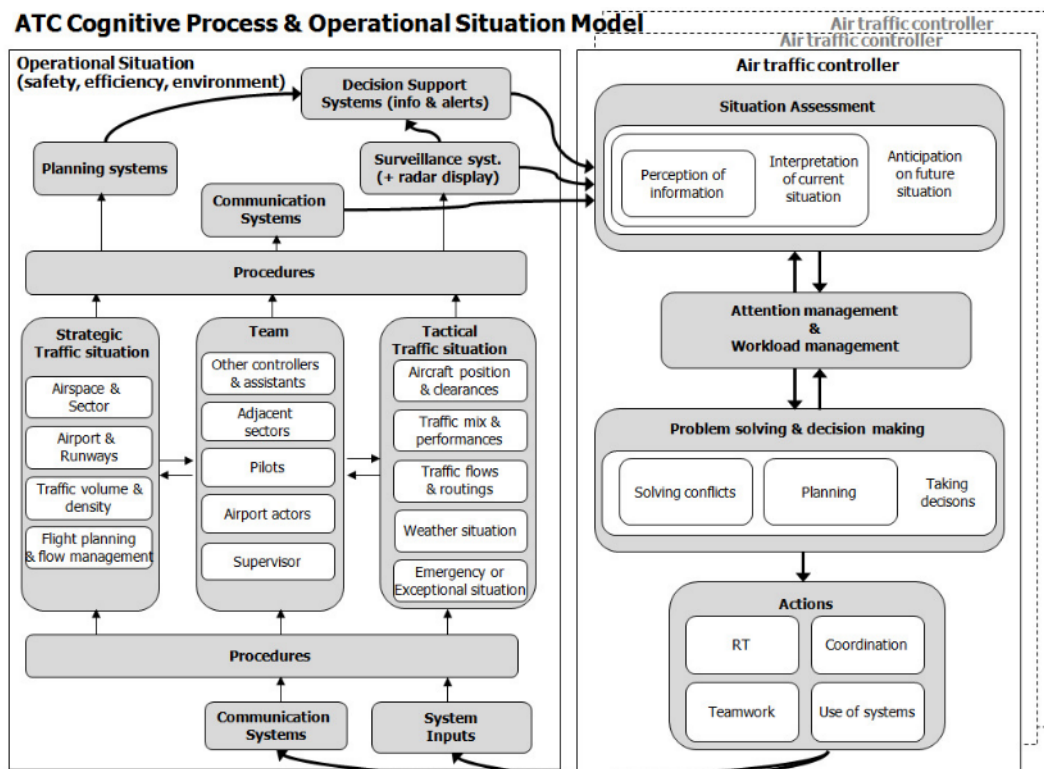 ATC Cognitive Process & Operational Situation Model
Air traffic controller
Air traffic controller
Operational Situation
(safety, efficiency, environment)
Decision Support
Systems (info & alerts)
Planning systems
Surveillance syst.
(+ radar display)
Communication
Systems
Procedures
Strategic
Traffic situation
Airspace &
Sector
Airport &
Runways
Traffic volume &
density
Flight planning
& flow management
Team
Other controllers
& assistants
Adjacent
sectors
Pilots
Airport actors
Supervisor
Tactical
Traffic situation
Aircraft position
& clearances
Traffic mix &
performances
Traffic flows
& routings
Weather situation
Emergency or
Exceptional situation
Procedures
Communication
Systems
System
Inputs
Air traffic controller
Situation Assessment
Perception of
information
Interpretation
of current
situation
Anticipation
on future
situation
Attention management
&
Workload management
Problem solving & decision making
Solving conflicts
Planning
Taking
decisons
Actions
RT
Coordination
Teamwork
Use of systems